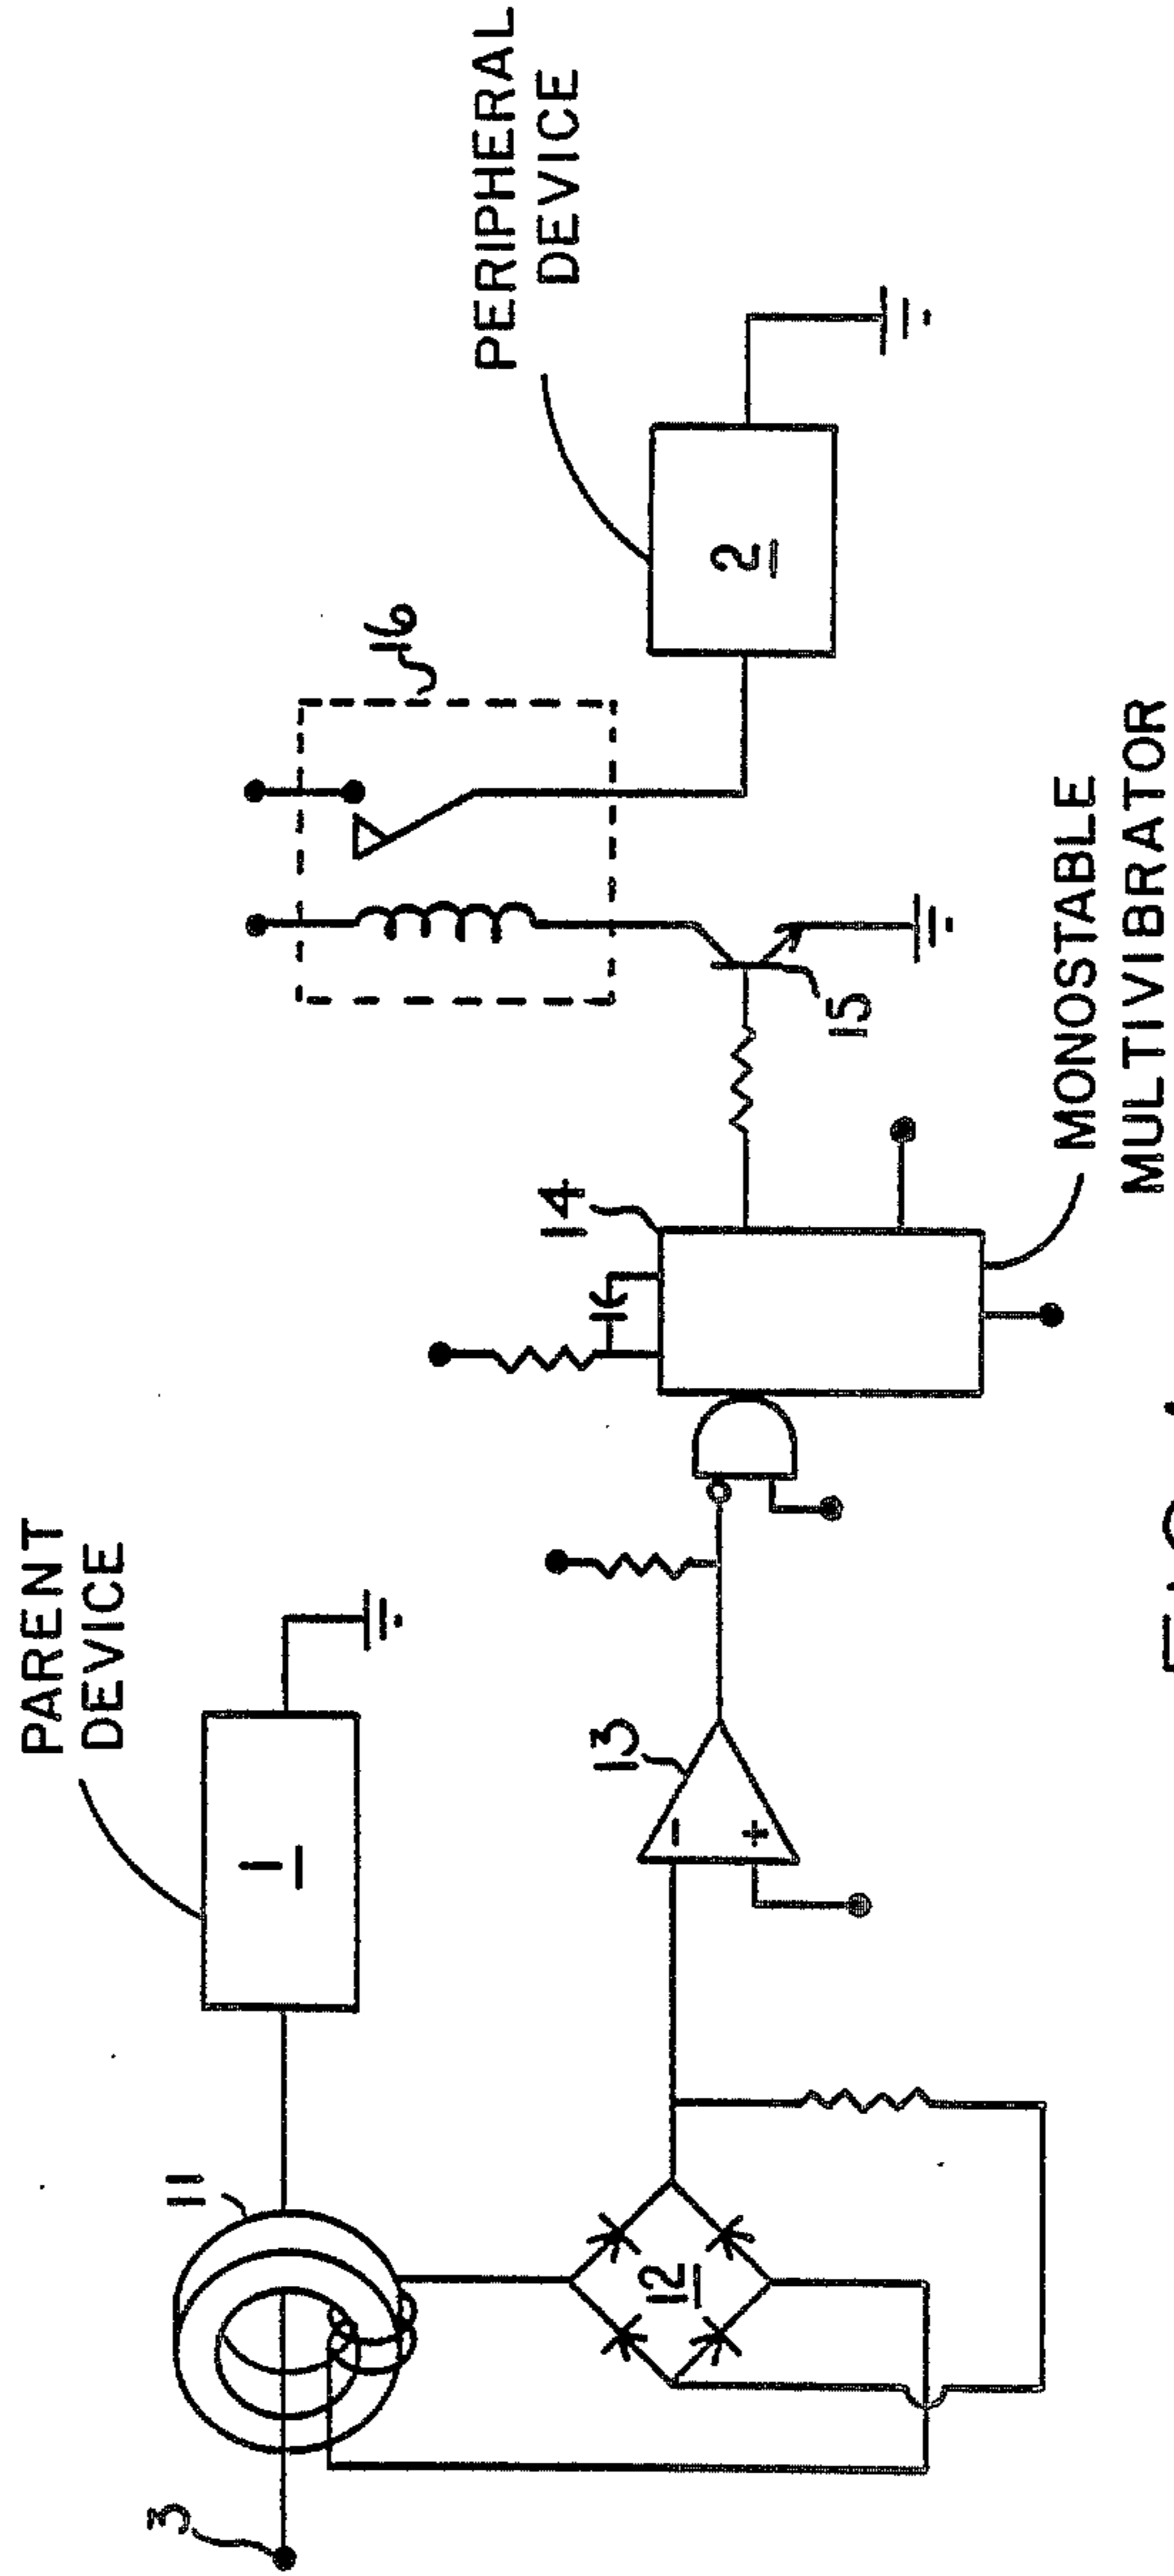 PARENT
DEVICE
PERIPHERAL
DEVICE
3
11
1
16
2
12
13
-
+
14
15
MONOSTABLE
MULTIVIBRATOR